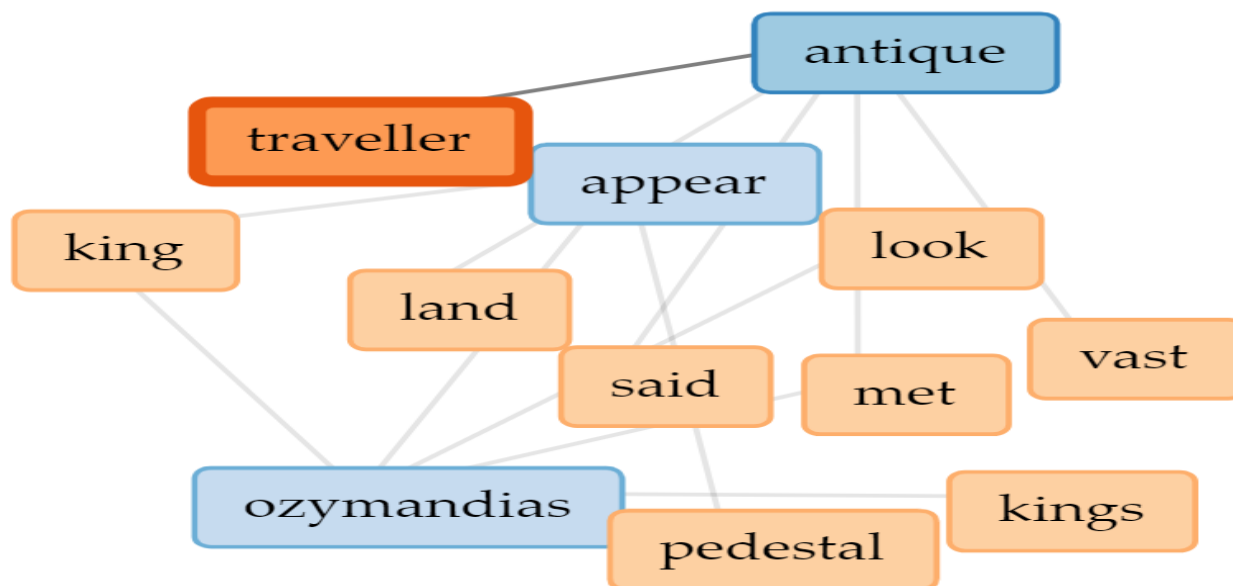 antique
traveller
appear
king
look
land
vast
said
met
ozymandias
kings
pedestal